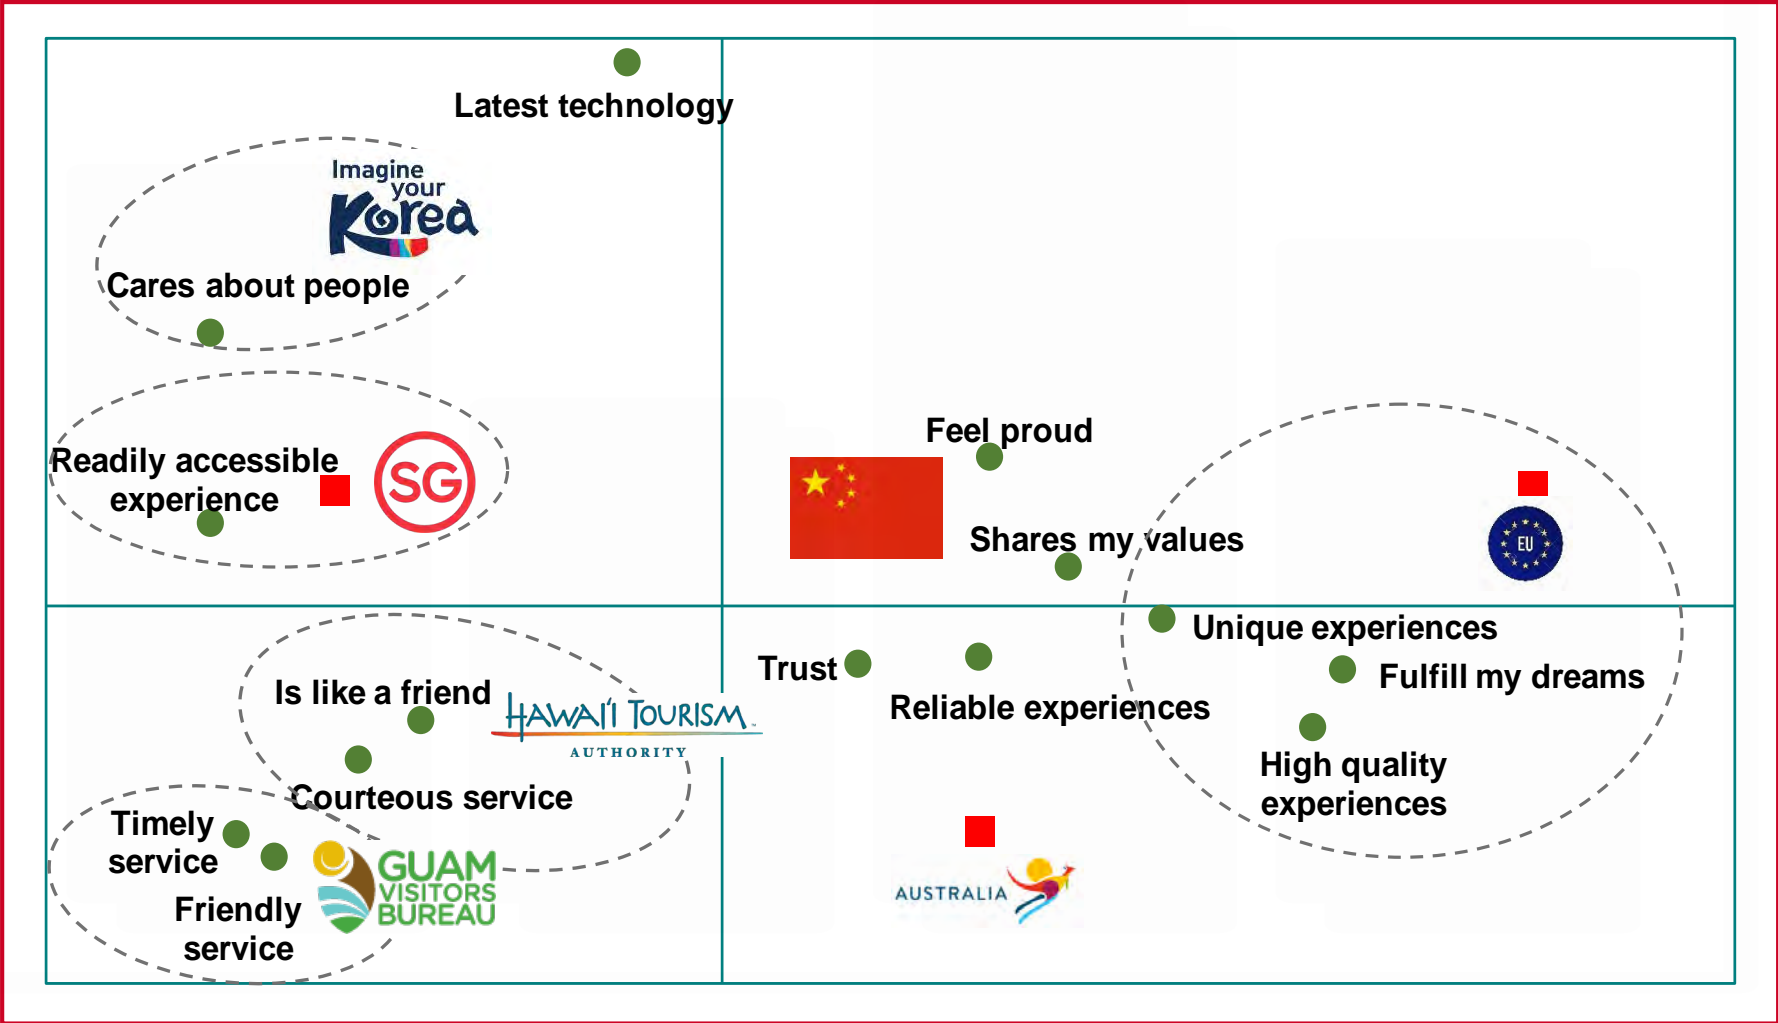 Latest technology
Imagine
your
Korea
Cares about people
Readily accessible
experience
SG
Feel proud
Shares my values
EU
Unique experiences
Trust
Fulfill my dreams
Reliable experiences
Is like a friend
HAWAI'I TOURISM
AUTHORITY
High quality
experiences
Courteous service
Timely
service
GUAM
VISITORS
BUREAU
AUSTRALIA
Friendly
service